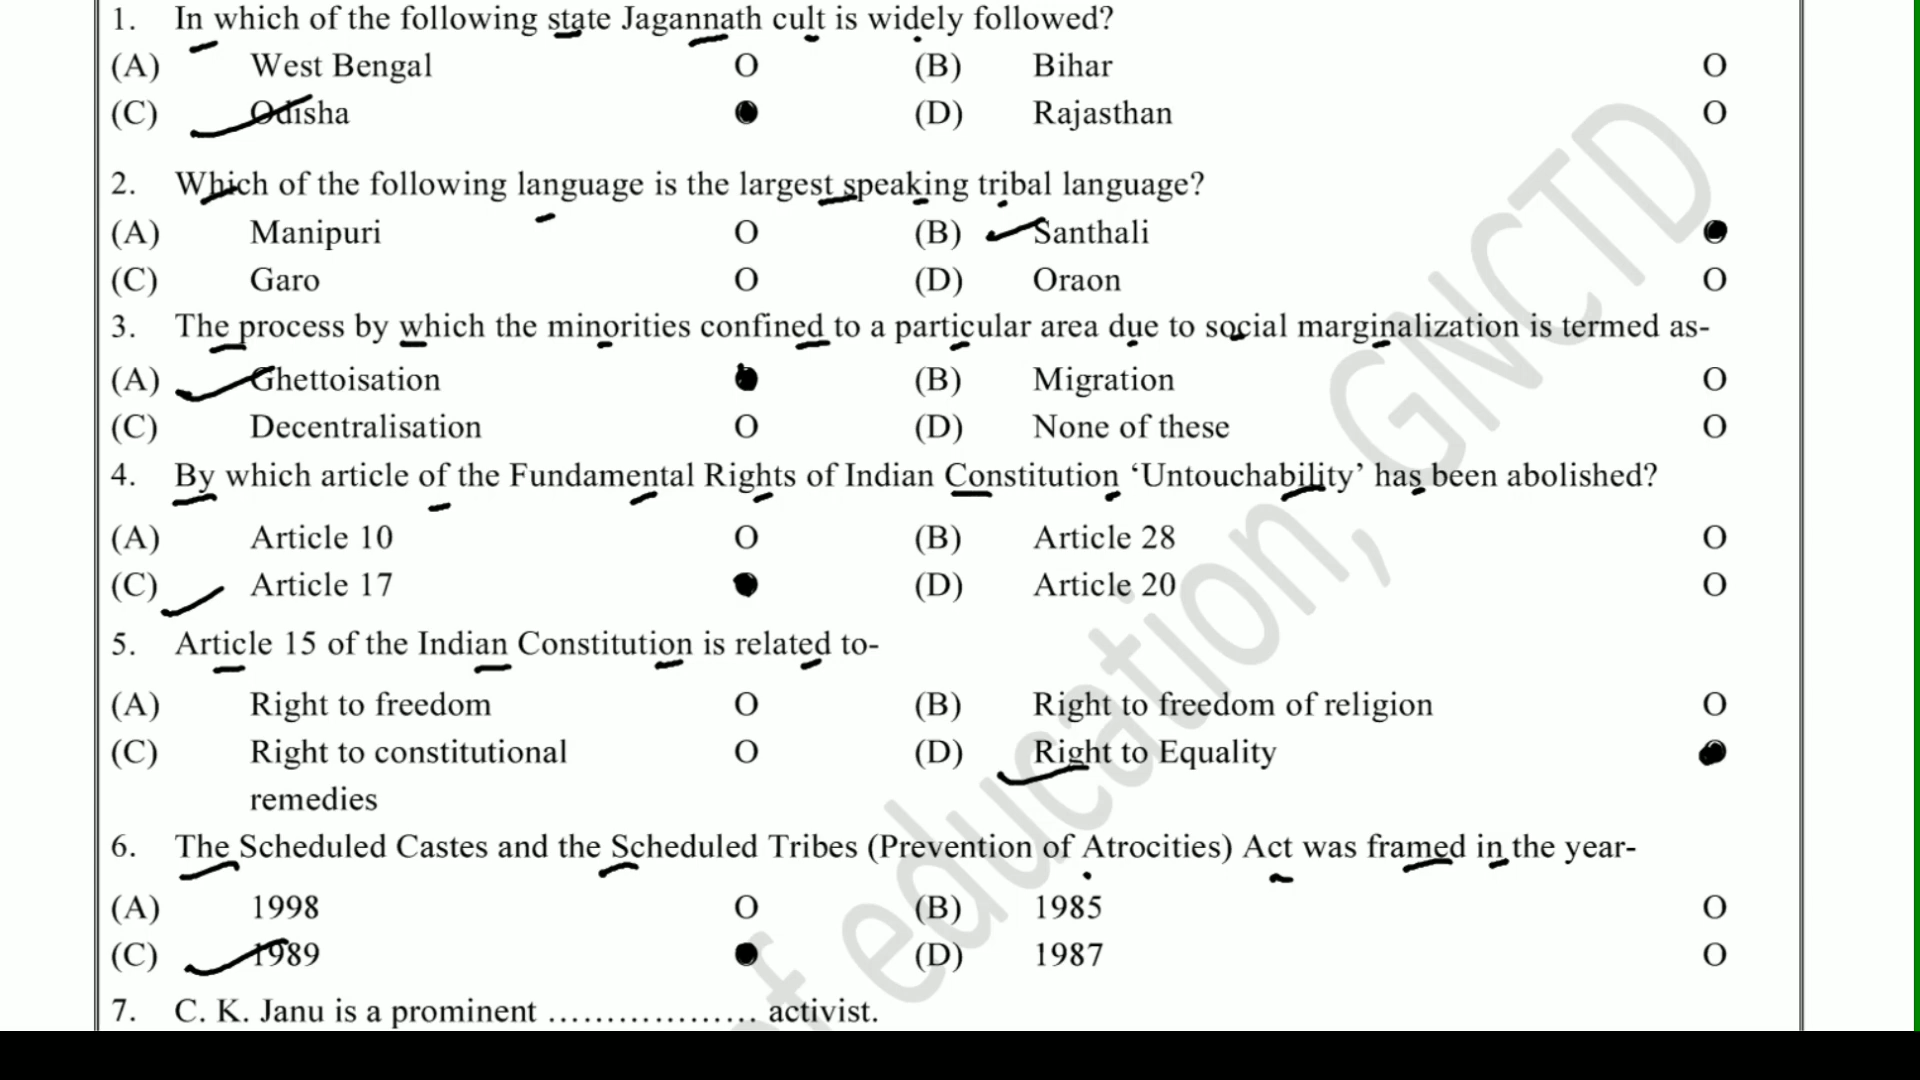 1. In which of the following state Jagannath cult is widely followed?
(A) West Bengal O (B) Bihar O
(C) Odisha (D) Rajasthan O
2. Which of the following language is the largest speaking tribal language?
(A) Manipuri O (B) Santhali
(C) Garo O (D) Oraon O
3. The process by which the minorities confined to a particular area due to social marginalization is termed as-
(A) Ghettoisation (B) Migration O
(C) Decentralisation O (D) None of these O
4. By which article of the Fundamental Rights of Indian Constitution ‘Untouchability’ has been abolished?
(A) Article 10 O (B) Article 28 O
(C) Article 17 (D) Article 20 O
5. Article 15 of the Indian Constitution is related to-
(A) Right to freedom O (B) Right to freedom of religion O
(C) Right to constitutional O (D) Right to Equality
remedies
6. The Scheduled Castes and the Scheduled Tribes (Prevention of Atrocities) Act was framed in the year-
(A) 1998 O (B) 1985 O
(C) 1989 (D) 1987 O
7. C. K. Janu is a prominent .................. activist.
of education, GNCTD